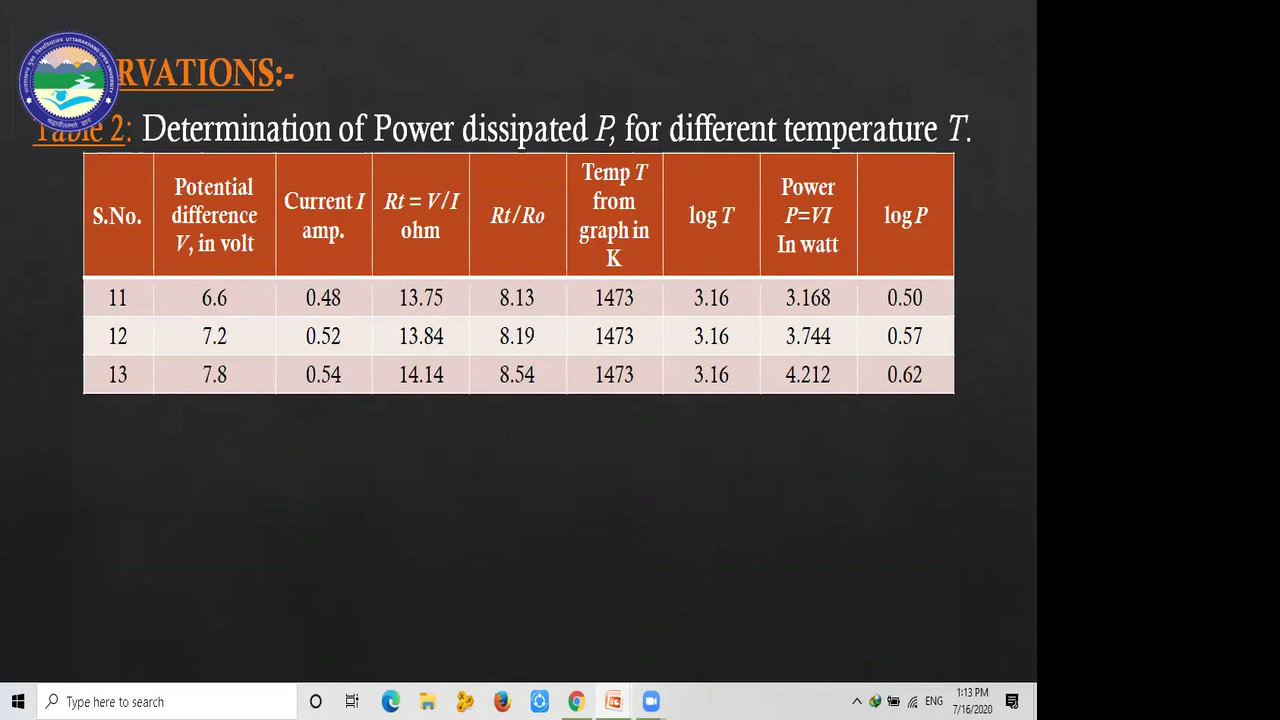 RVATIONS:-
Table 2: Determination of Power dissipated P, for different temperature T.
S.No. Potential difference V, in volt Current I amp. Rt = V/I ohm Rt/Ro Temp T from graph in K log T Power P=VI In watt log P
11 6.6 0.48 13.75 8.13 1473 3.16 3.168 0.50
12 7.2 0.52 13.84 8.19 1473 3.16 3.744 0.57
13 7.8 0.54 14.14 8.54 1473 3.16 4.212 0.62
Type here to search
ENG
1:13 PM
7/16/2020